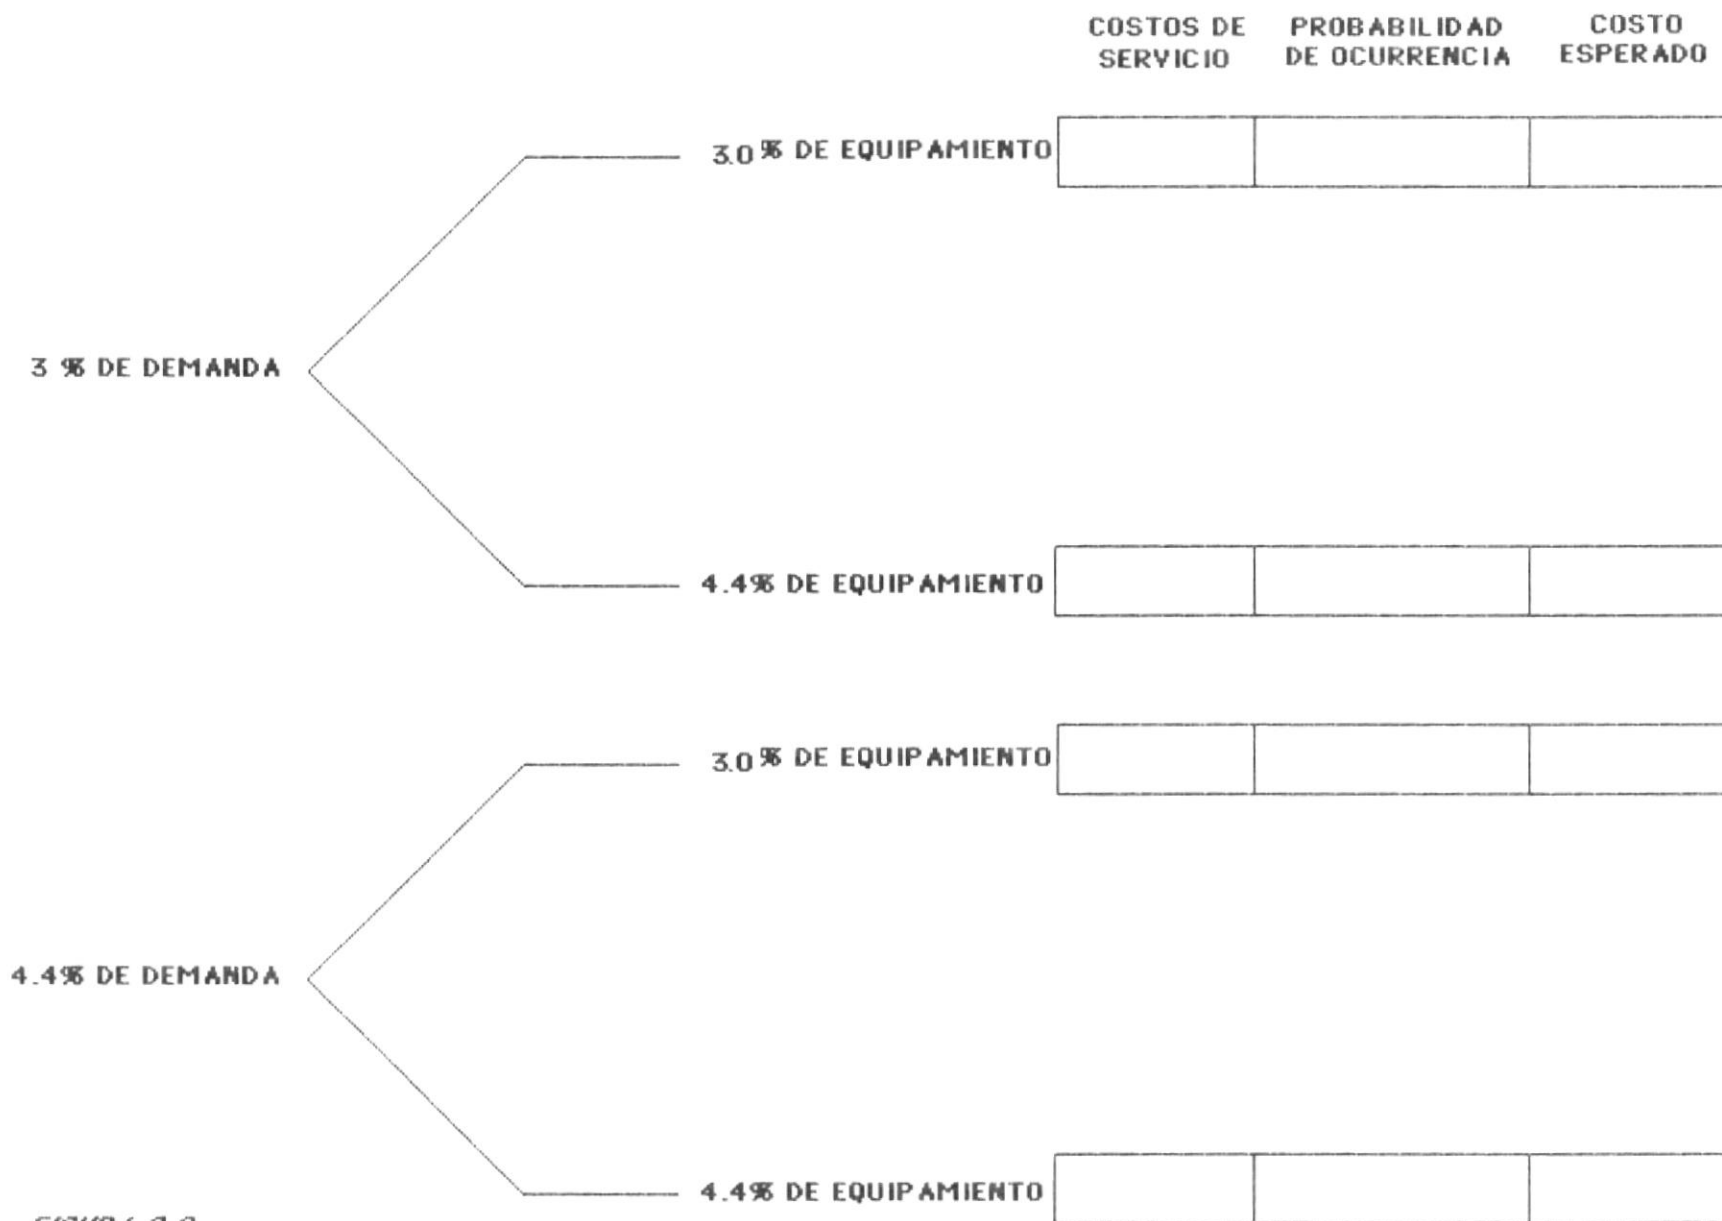 COSTOS DE SERVICIO
PROBABILIDAD DE OCURRENCIA
COSTO ESPERADO
3.0% DE EQUIPAMIENTO
3 % DE DEMANDA
4.4% DE EQUIPAMIENTO
3.0% DE EQUIPAMIENTO
4.4% DE DEMANDA
4.4% DE EQUIPAMIENTO